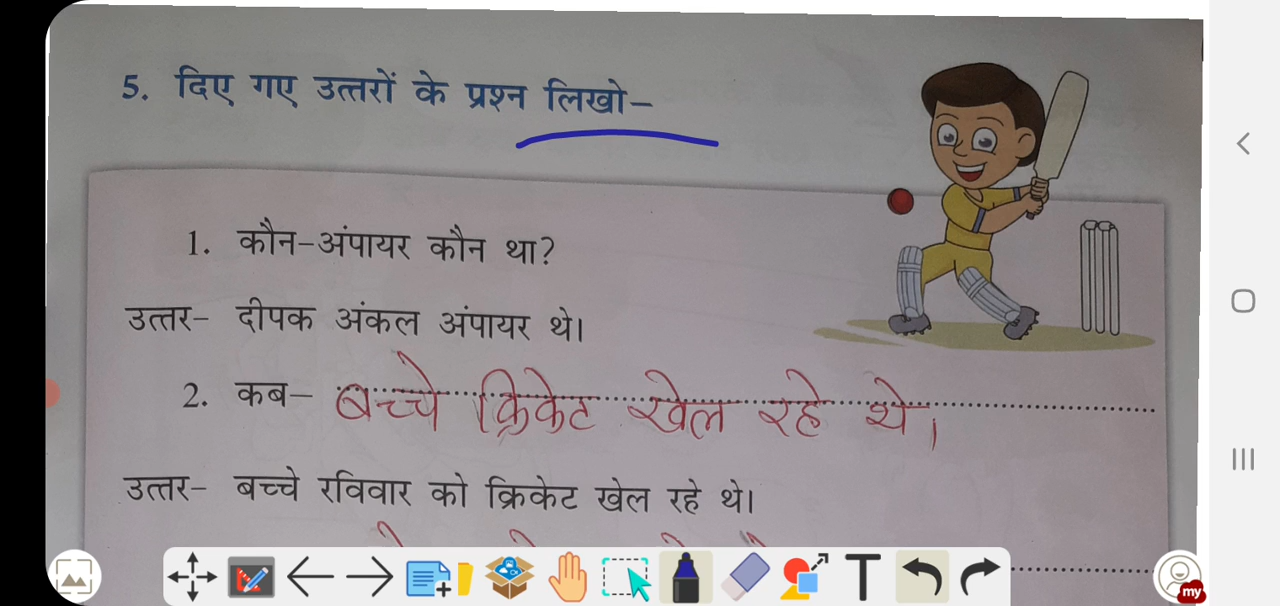 5. दिए गए उत्तरों के प्रश्न लिखो–
1. कौन-अंपायर कौन था?
उत्तर- दीपक अंकल अंपायर थे।
2. कब– बच्चे क्रिकेट खेल रहे थे।
उत्तर- बच्चे रविवार को क्रिकेट खेल रहे थे।
T
my